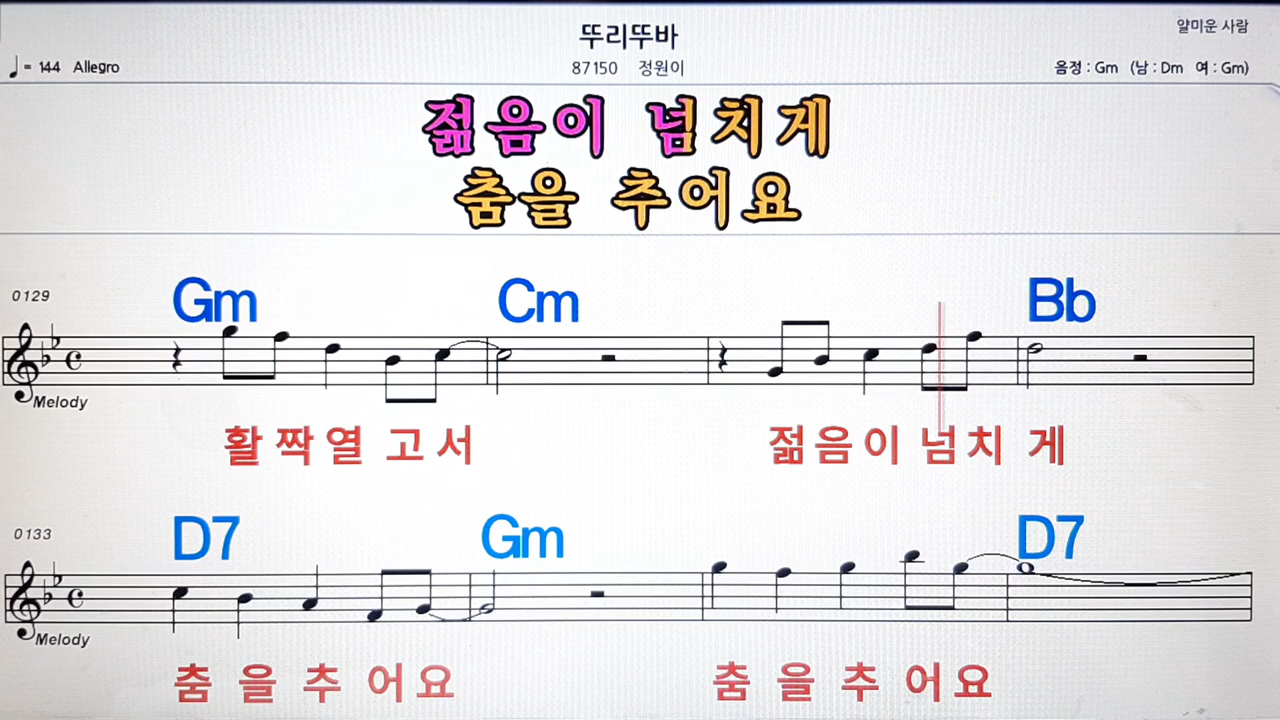 뚜리뚜바
얄미운 사람
♩= 144 Allegro
87150 정원이
음정 : Gm (남 : Dm 여 : Gm)
젊음이 넘치게
춤을 추어요
0129
Gm Cm Bb
Melody
활짝열고서 젊음이넘치게
0133
D7 Gm D7
Melody
춤을추어요 춤을추어요